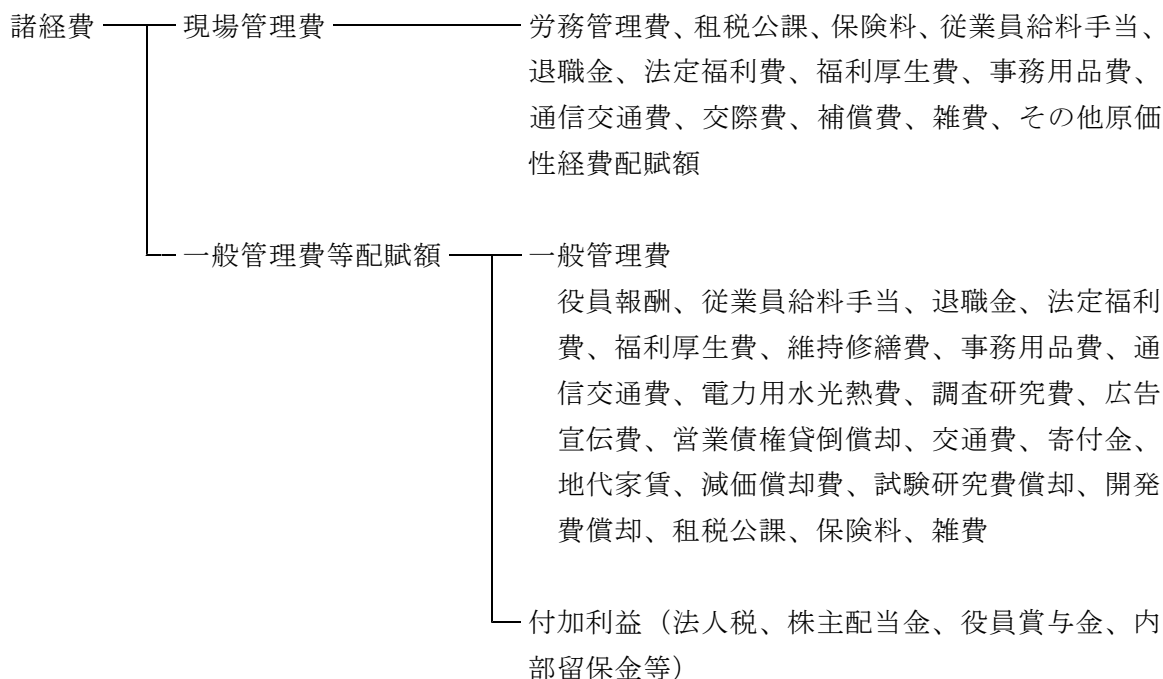 諸経費 現場管理費 労務管理費、租税公課、保険料、従業員給料手当、
退職金、法定福利費、福利厚生費、事務用品費、
通信交通費、交際費、補償費、雑費、その他原価
性経費配賦額
一般管理費等配賦額 一般管理費
役員報酬、従業員給料手当、退職金、法定福利
費、福利厚生費、維持修繕費、事務用品費、通
信交通費、電力用水光熱費、調査研究費、広告
宣伝費、営業債権貸倒償却、交通費、寄付金、
地代家賃、減価償却費、試験研究費償却、開発
費償却、租税公課、保険料、雑費
付加利益（法人税、株主配当金、役員賞与金、内
部留保金等）